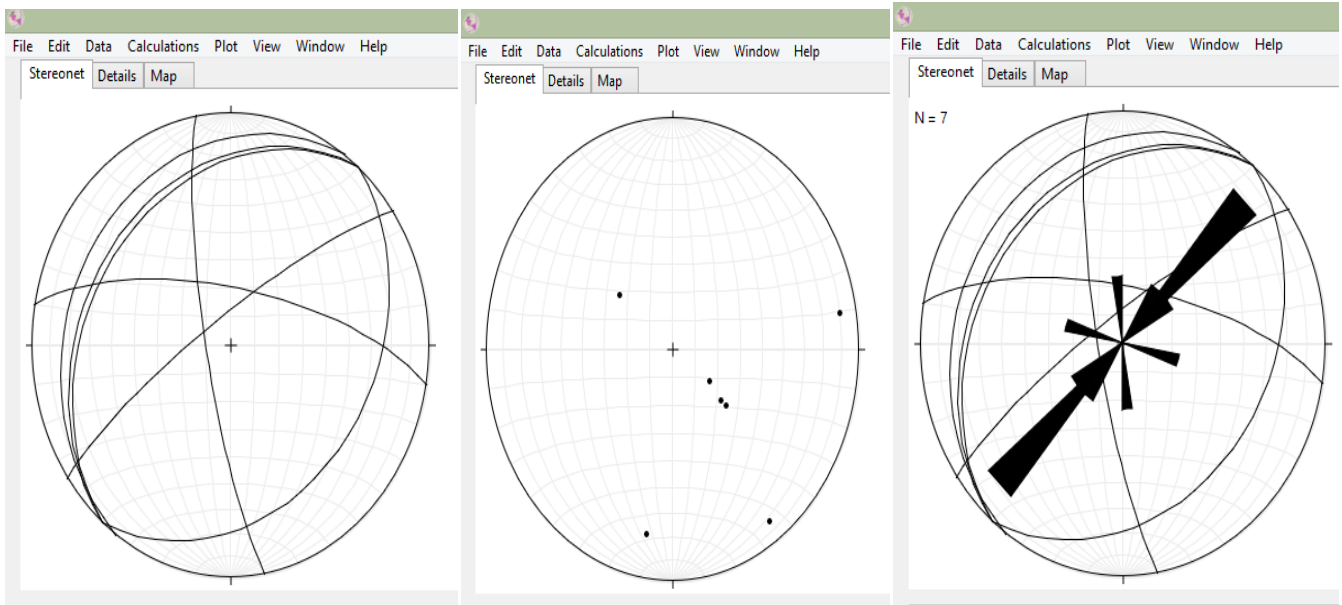 File Edit Data Calculations Plot View Window Help
Stereonet Details Map
File Edit Data Calculations Plot View Window Help
Stereonet Details Map
File Edit Data Calculations Plot View Window Help
Stereonet Details Map
N = 7